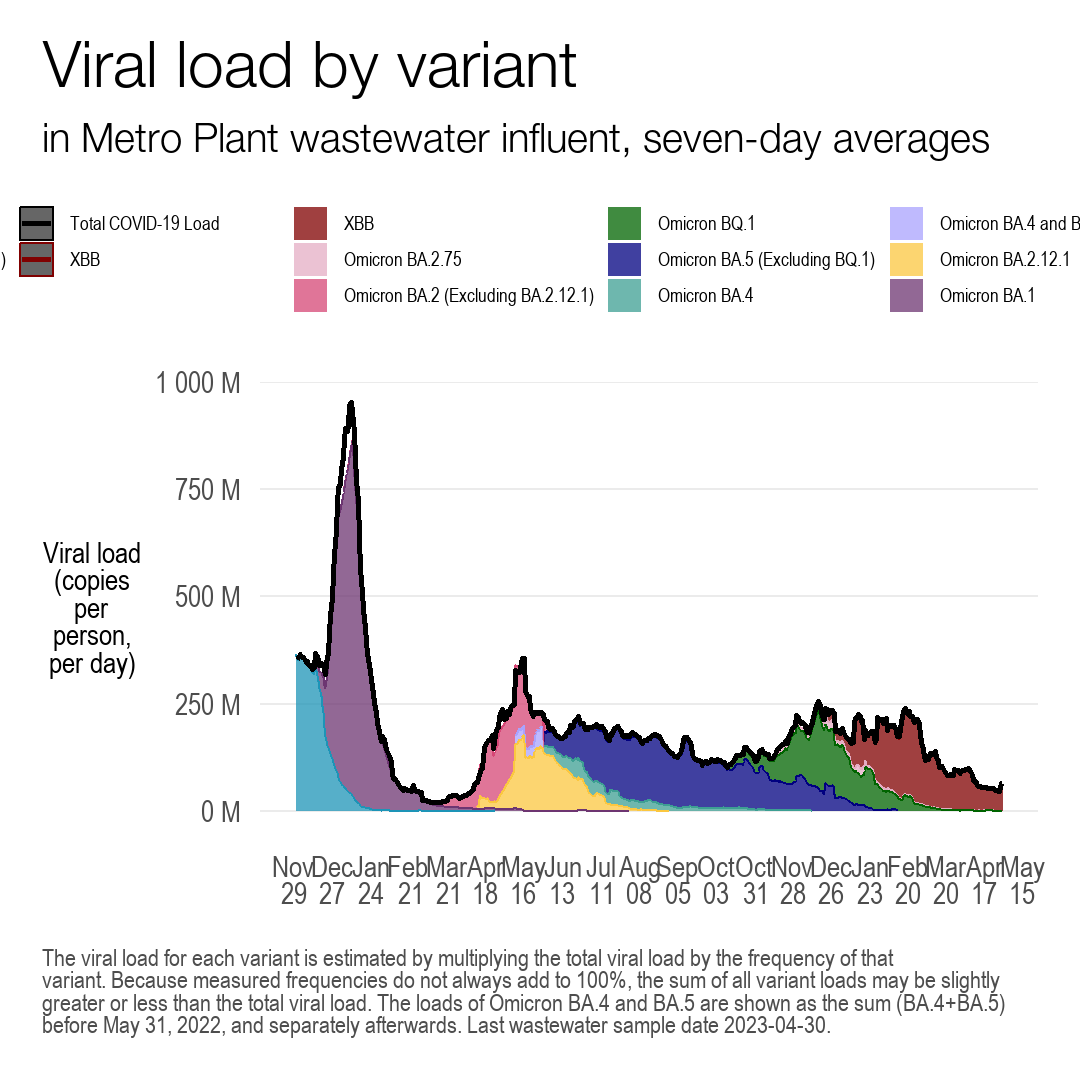 Viral load by variant
in Metro Plant wastewater influent, seven-day averages
Total COVID-19 Load XBB Omicron BQ.1 Omicron BA.4 and B
) XBB Omicron BA.2.75 Omicron BA.5 (Excluding BQ.1) Omicron BA.2.12.1
Omicron BA.2 (Excluding BA.2.12.1) Omicron BA.4 Omicron BA.1
1 000 M
750 M
500 M
250 M
0 M
Viral load
(copies
per
person,
per day)
Nov Dec Jan Feb Mar Apr May Jun Jul Aug Sep Oct Oct Nov Dec Jan Feb Mar Apr May
29 27 24 21 21 18 16 13 11 08 05 03 31 28 26 23 20 20 17 15
The viral load for each variant is estimated by multiplying the total viral load by the frequency of that
variant. Because measured frequencies do not always add to 100%, the sum of all variant loads may be slightly
greater or less than the total viral load. The loads of Omicron BA.4 and BA.5 are shown as the sum (BA.4+BA.5)
before May 31, 2022, and separately afterwards. Last wastewater sample date 2023-04-30.